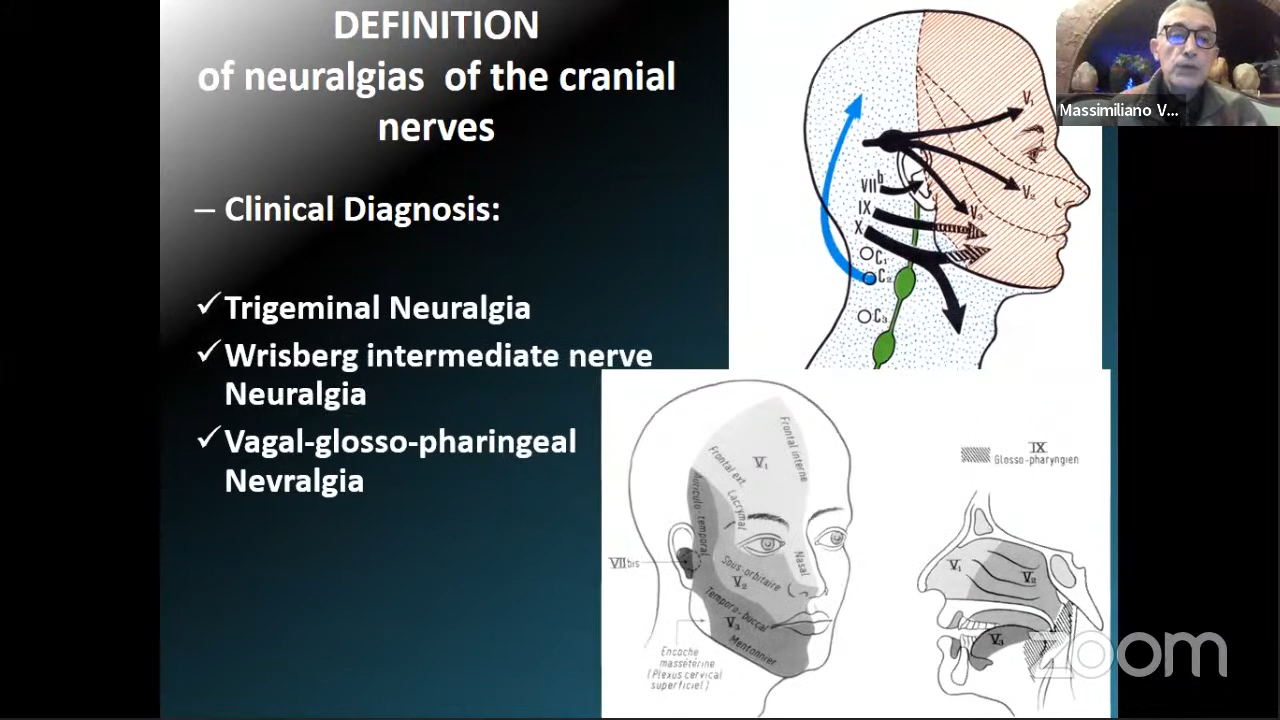 DEFINITION
of neuralgias of the cranial
nerves
– Clinical Diagnosis:
✓ Trigeminal Neuralgia
✓ Wrisberg intermediate nerve
Neuralgia
✓ Vagal-glosso-pharingeal
Nevralgia
Massimiliano V...
V₁
V₂
V₃
VIIᵇ
IX
X
C₁
C₂
C₃
Frontal interne
Frontal ext.
V₁
Lacrymal
Auriculo-temporal
Nasal
Sous-orbitaire
V₂
VII bis
Temporo-buccal
V₃
Mentonnier
Encoche
massétérine
(Plexus cervical
superficiel)
IX
Glosso-pharyngien
V₁
V₂
V₃
zoom